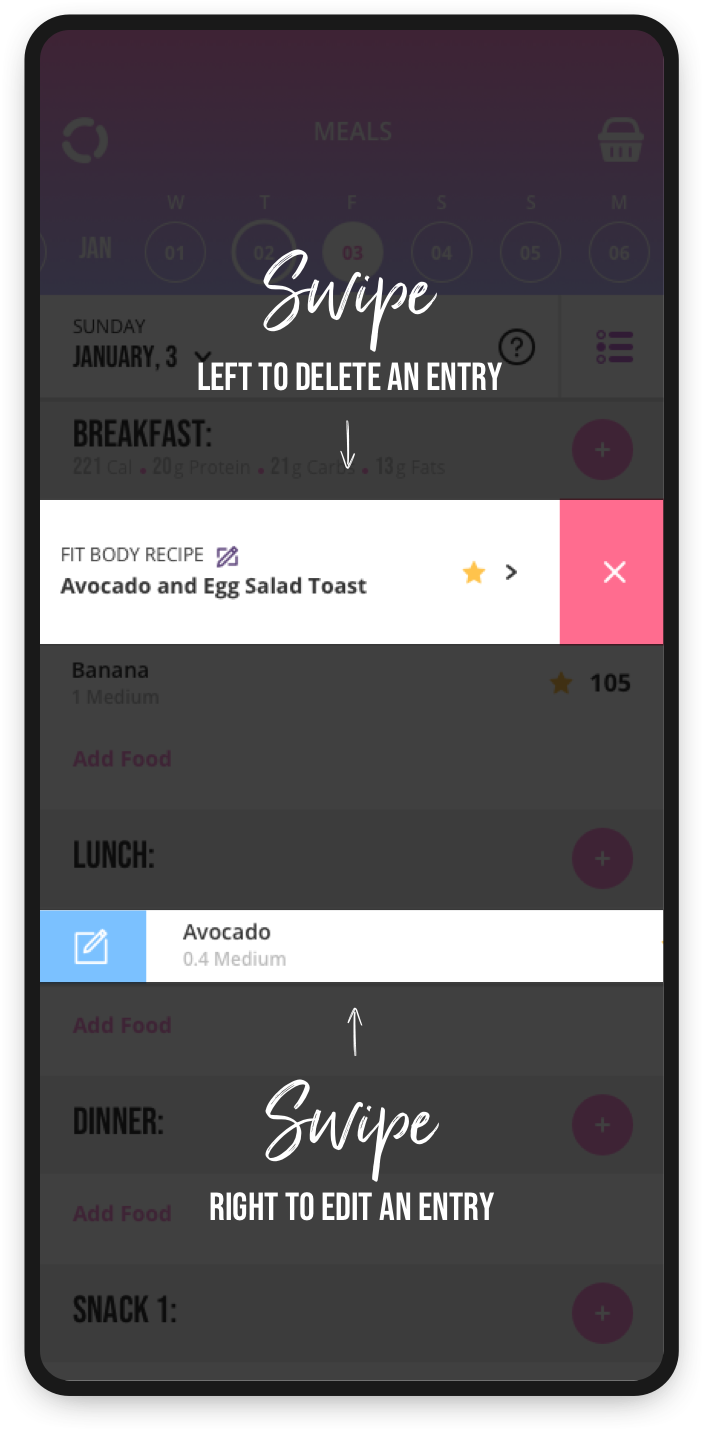 MEALS
W T F S S M
JAN 01 02 03 04 05 06
Swipe
SUNDAY
JANUARY, 3
LEFT TO DELETE AN ENTRY
BREAKFAST:
221 Cal • 20g Protein • 21g Carbs • 13g Fats
FIT BODY RECIPE
Avocado and Egg Salad Toast
Banana
105
1 Medium
Add Food
LUNCH:
Avocado
0.4 Medium
Add Food
Swipe
DINNER:
RIGHT TO EDIT AN ENTRY
Add Food
SNACK 1: